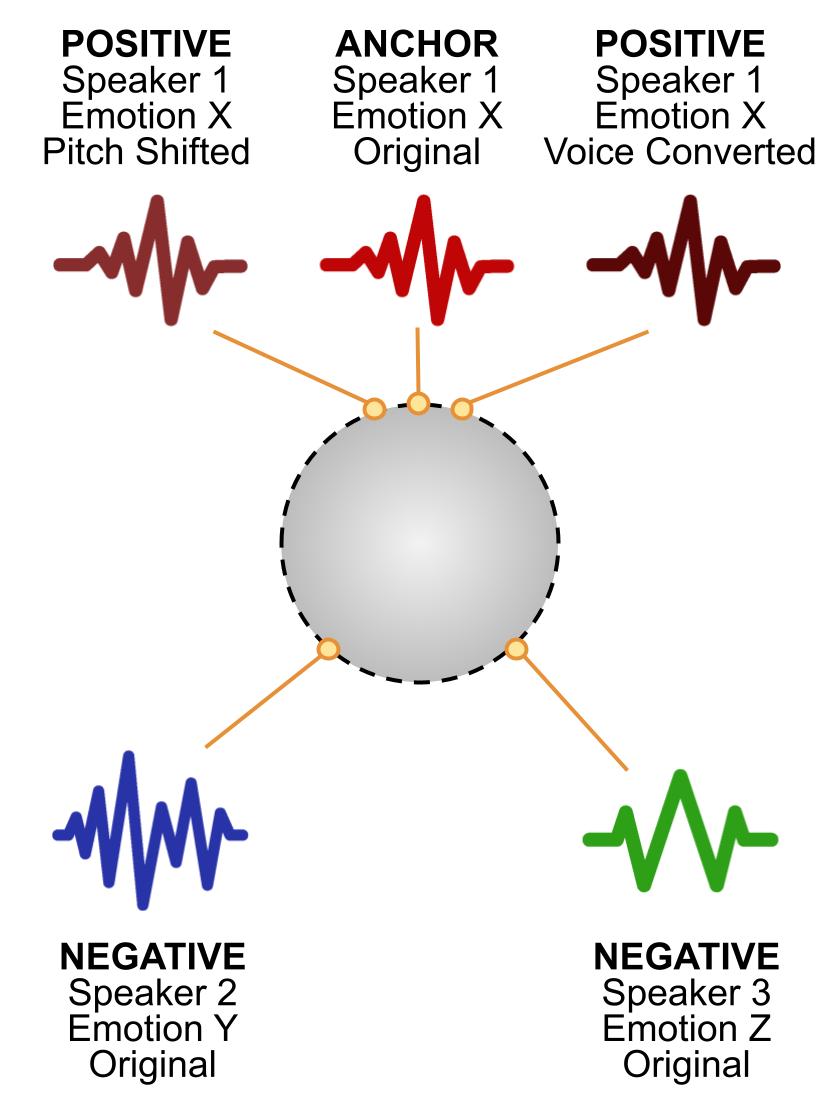 POSITIVE
Speaker 1
Emotion X
Pitch Shifted
ANCHOR
Speaker 1
Emotion X
Original
POSITIVE
Speaker 1
Emotion X
Voice Converted
NEGATIVE
Speaker 2
Emotion Y
Original
NEGATIVE
Speaker 3
Emotion Z
Original